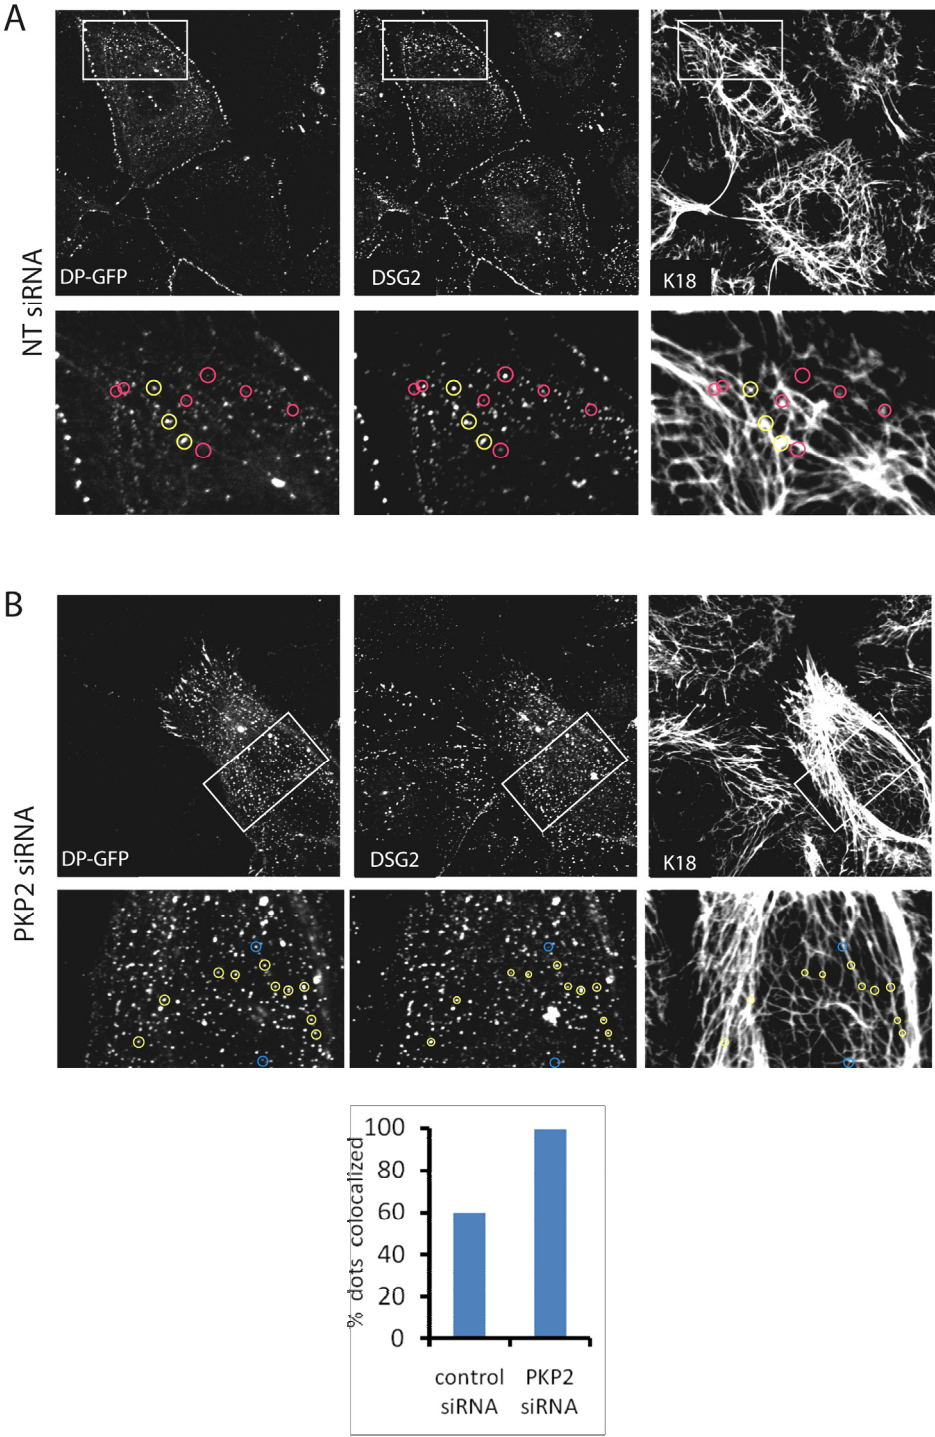 A
NT siRNA
DP-GFP
DSG2
K18
B
PKP2 siRNA
DP-GFP
DSG2
K18
% dots colocalized
100
80
60
40
20
0
control
siRNA
PKP2
siRNA